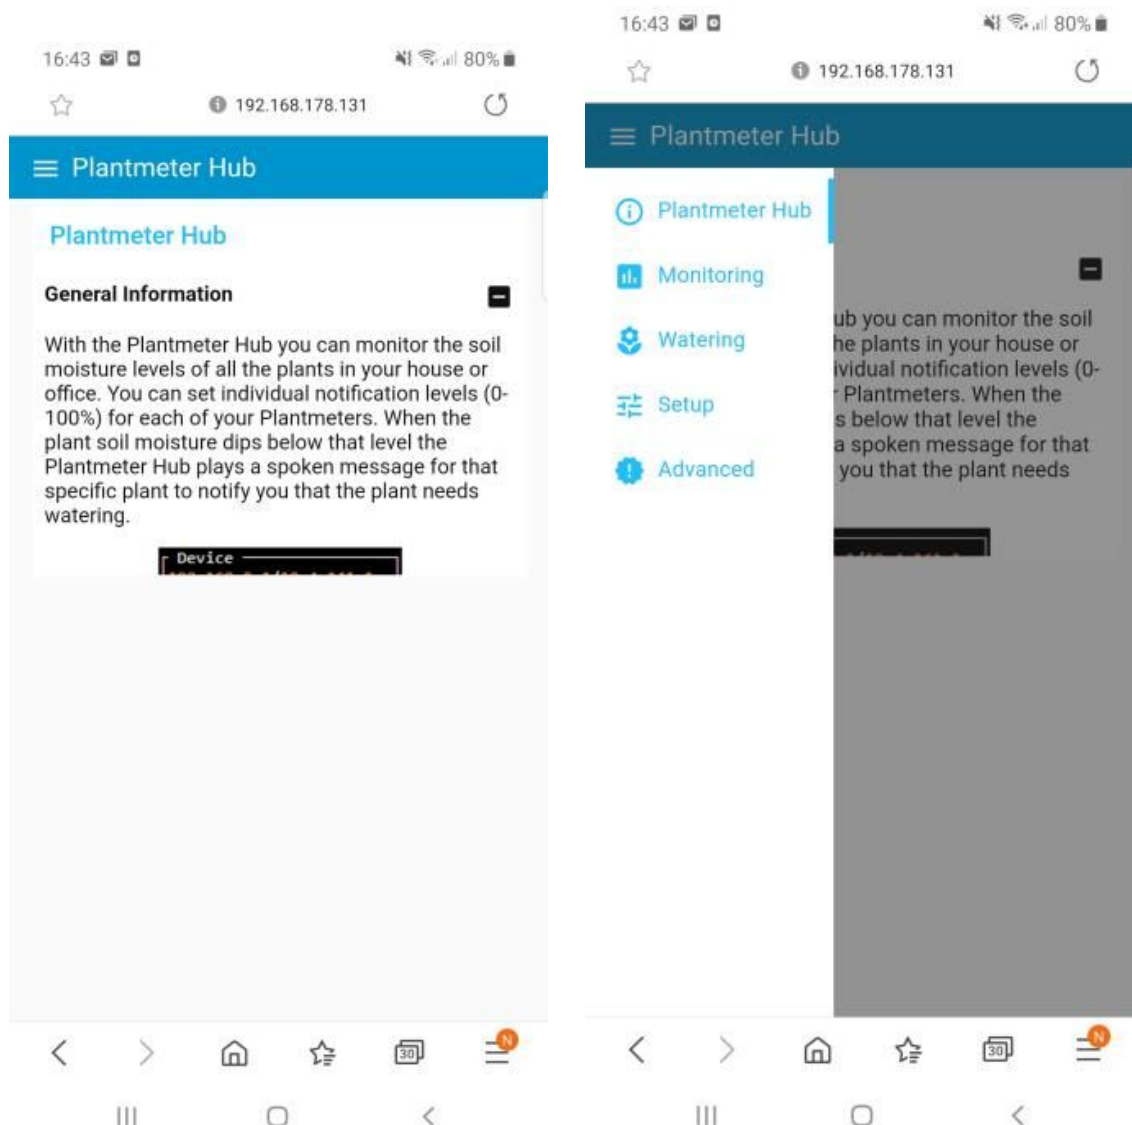 16:43
80%
192.168.178.131
Plantmeter Hub
Plantmeter Hub
General Information
With the Plantmeter Hub you can monitor the soil
moisture levels of all the plants in your house or
office. You can set individual notification levels (0-
100%) for each of your Plantmeters. When the
plant soil moisture dips below that level the
Plantmeter Hub plays a spoken message for that
specific plant to notify you that the plant needs
watering.
Device
30
N
16:43
80%
192.168.178.131
Plantmeter Hub
Plantmeter Hub
Monitoring
Watering
Setup
Advanced
ub you can monitor the soil
he plants in your house or
ividual notification levels (0-
r Plantmeters. When the
s below that level the
a spoken message for that
you that the plant needs
30
N